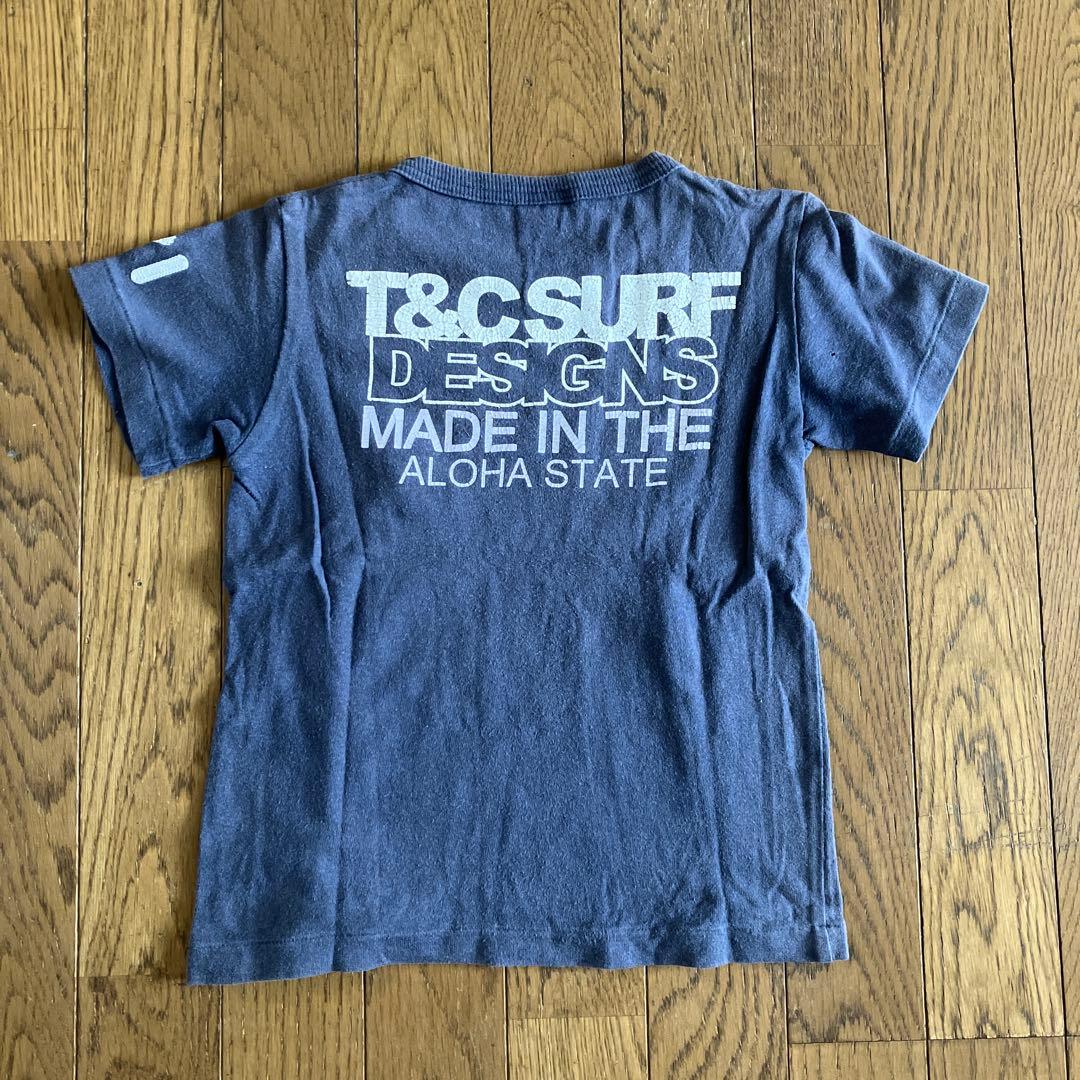 T&C SURF
DESIGNS
MADE IN THE
ALOHA STATE